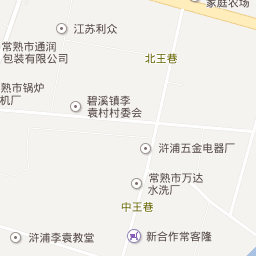 家庭农场
江苏利众
常熟市通润
包装有限公司
北王巷
熟市锅炉
机厂
碧溪镇李
袁村村委会
浒浦五金电器厂
常熟市万达
水洗厂
中王巷
浒浦李袁教堂
新合作常客隆